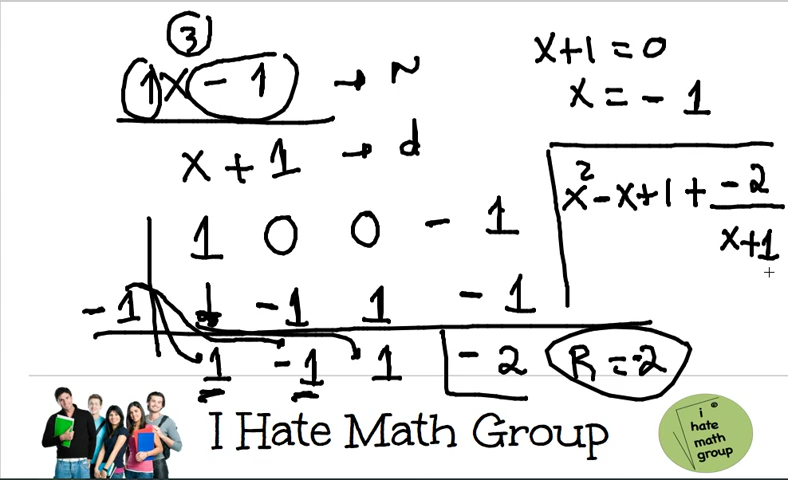 3
1x - 1 → N
x + 1 → d
x+1 = 0
x = - 1
x² - x + 1 + -2
x+1
1 0 0 - 1
- 1 -1 1 - 1
1 -1 1 - 2 R = -2
I Hate Math Group
i
hate
math
group